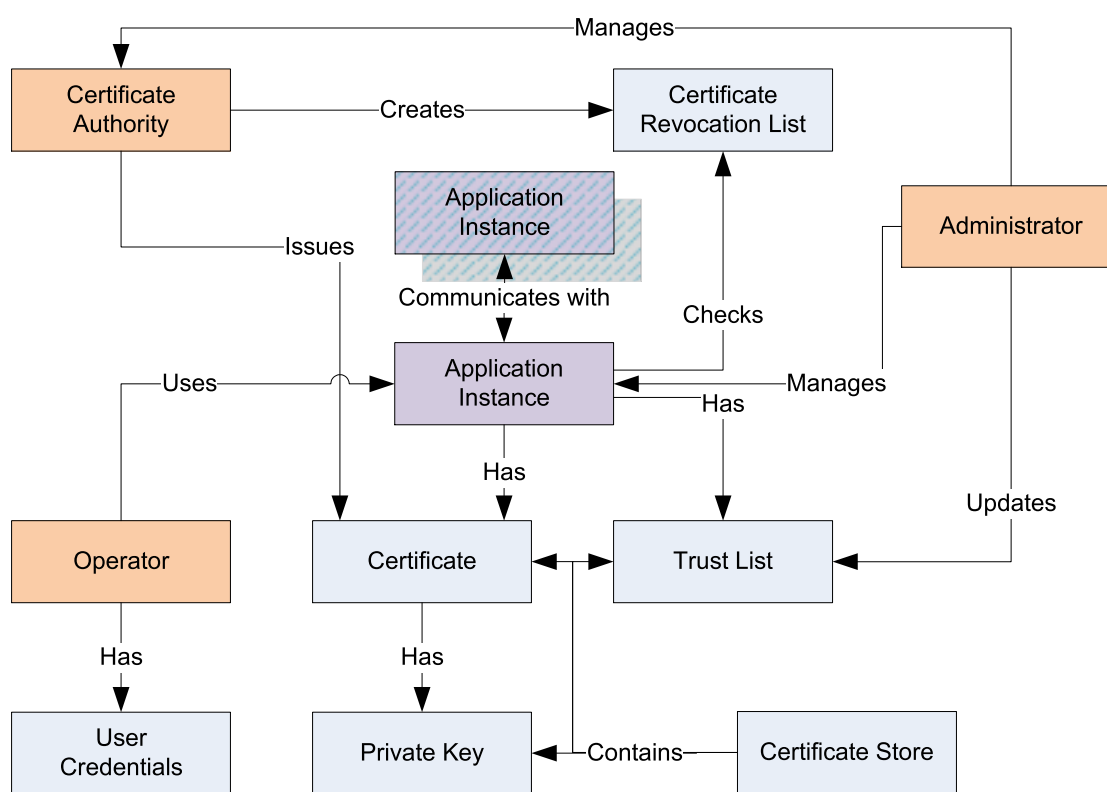 Manages
Certificate
Authority
Creates
Certificate
Revocation List
Application
Instance
Administrator
Issues
Communicates with
Checks
Application
Instance
Uses
Manages
Has
Has
Updates
Operator
Certificate
Trust List
Has
Has
User
Credentials
Private Key
Contains
Certificate Store